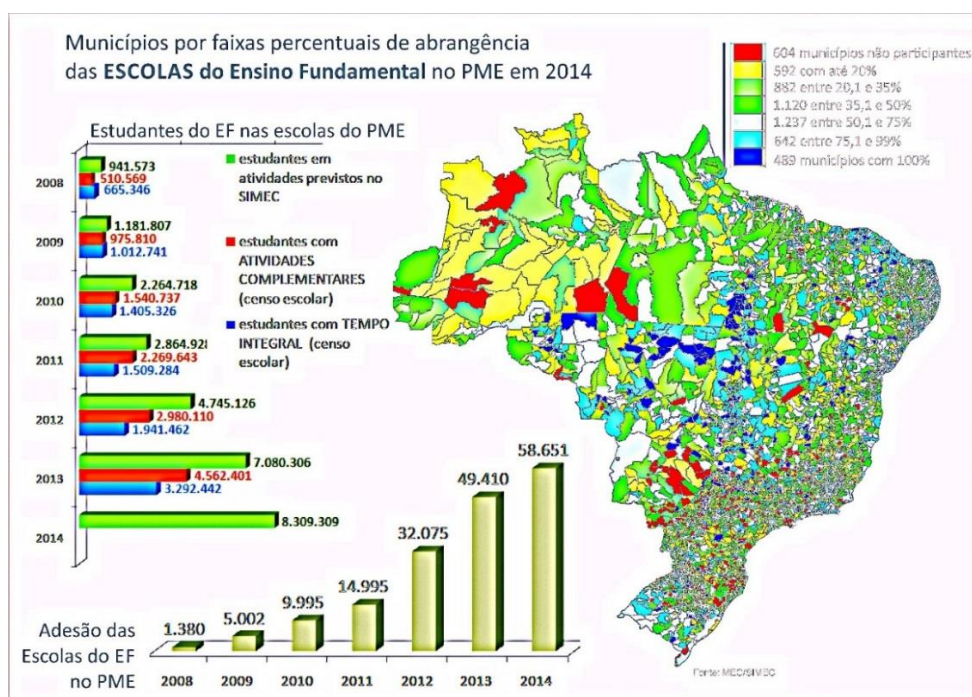 Municípios por faixas percentuais de abrangência
das ESCOLAS do Ensino Fundamental no PME em 2014
604 municípios não participantes
592 com até 20%
882 entre 20,1 e 35%
1.120 entre 35,1 e 50%
1.237 entre 50,1 e 75%
642 entre 75,1 e 99%
489 municípios com 100%
Estudantes do EF nas escolas do PME
estudantes em
atividades previstos no
SIMEC
estudantes com
ATIVIDADES
COMPLEMENTARES
(censo escolar)
estudantes com TEMPO
INTEGRAL (censo
escolar)
2008
941.573
510.569
665.346
2009
1.181.807
975.810
1.012.741
2010
2.264.718
1.540.737
1.405.326
2011
2.864.928
2.269.643
1.509.284
2012
4.745.126
2.980.110
1.941.462
2013
7.080.306
4.562.401
3.292.442
2014
8.309.309
Adesão das
Escolas do EF
no PME
1.380
5.002
9.995
14.995
32.075
49.410
58.651
2008 2009 2010 2011 2012 2013 2014
Fonte: MEC/SIMEC